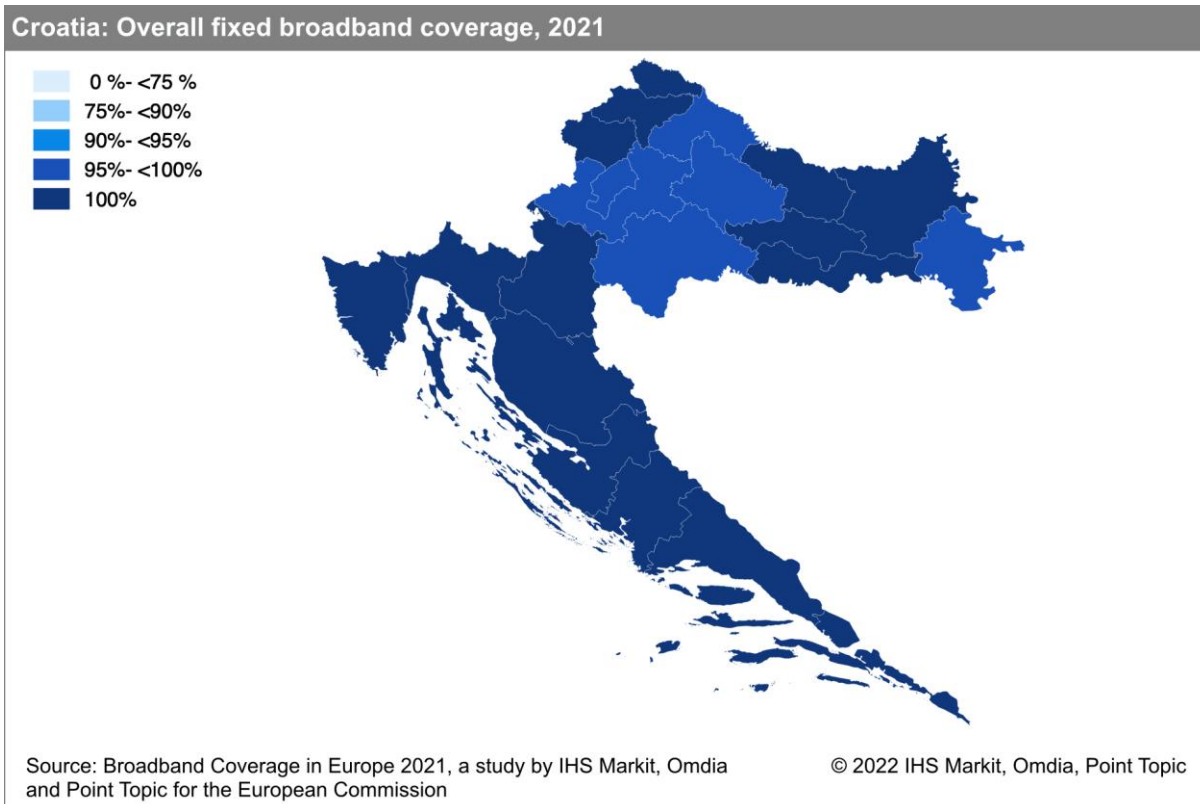 Croatia: Overall fixed broadband coverage, 2021
0 %- <75 %
75%- <90%
90%- <95%
95%- <100%
100%
Source: Broadband Coverage in Europe 2021, a study by IHS Markit, Omdia
and Point Topic for the European Commission
© 2022 IHS Markit, Omdia, Point Topic